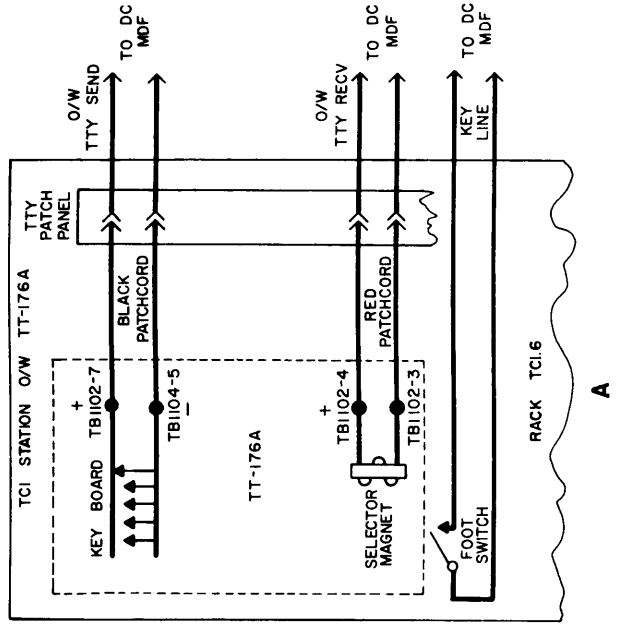 TCI STATION O/W TT-176A
TTY
PATCH
PANEL
O/W
TTY SEND
TO DC
MDF
KEY BOARD
+
TB1102-7
BLACK
PATCHCORD
TB1104-5
−
TT-176A
O/W
TTY RECV
TO DC
MDF
+
TB1102-4
RED
PATCHCORD
TB1102-3
SELECTOR
MAGNET
KEY
LINE
TO DC
MDF
FOOT
SWITCH
RACK TCI.6
A